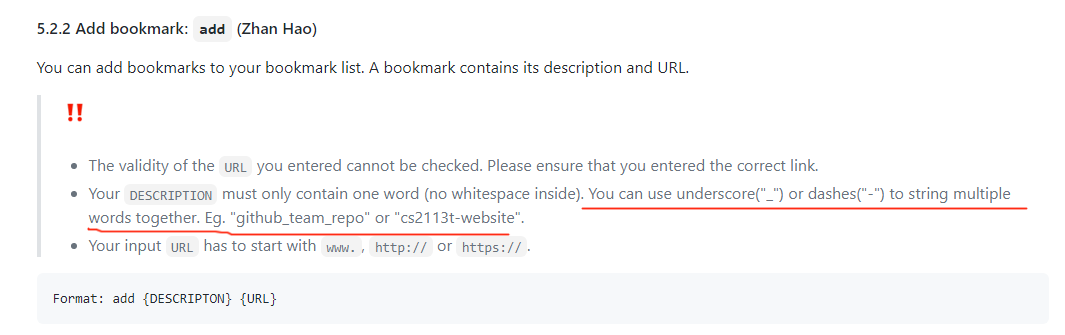 5.2.2 Add bookmark: add (Zhan Hao)
You can add bookmarks to your bookmark list. A bookmark contains its description and URL.
‼
• The validity of the URL you entered cannot be checked. Please ensure that you entered the correct link.
• Your DESCRIPTION must only contain one word (no whitespace inside). You can use underscore("_") or dashes("-") to string multiple
words together. Eg. "github_team_repo" or "cs2113t-website".
• Your input URL has to start with www. , http:// or https:// .
Format: add {DESCRIPTON} {URL}